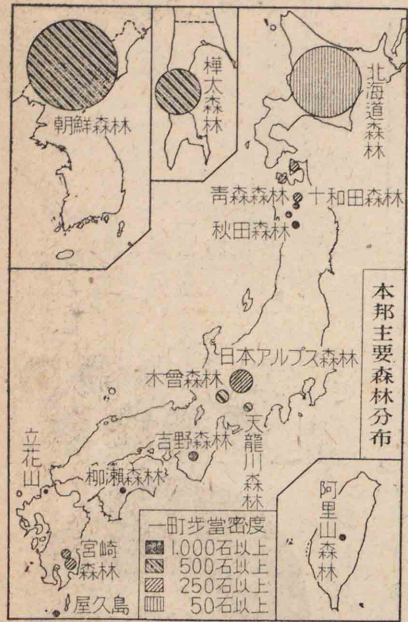 本邦主要森林分布
朝鮮森林
樺太森林
北海道森林
靑森森林
十和田森林
秋田森林
日本アルプス森林
木曾森林
天龍川森林
吉野森林
立花山
柳瀨森林
宮崎
森林
屋久島
阿里山森林
一町步當密度
1.000石以上
500石以上
250石以上
50石以上